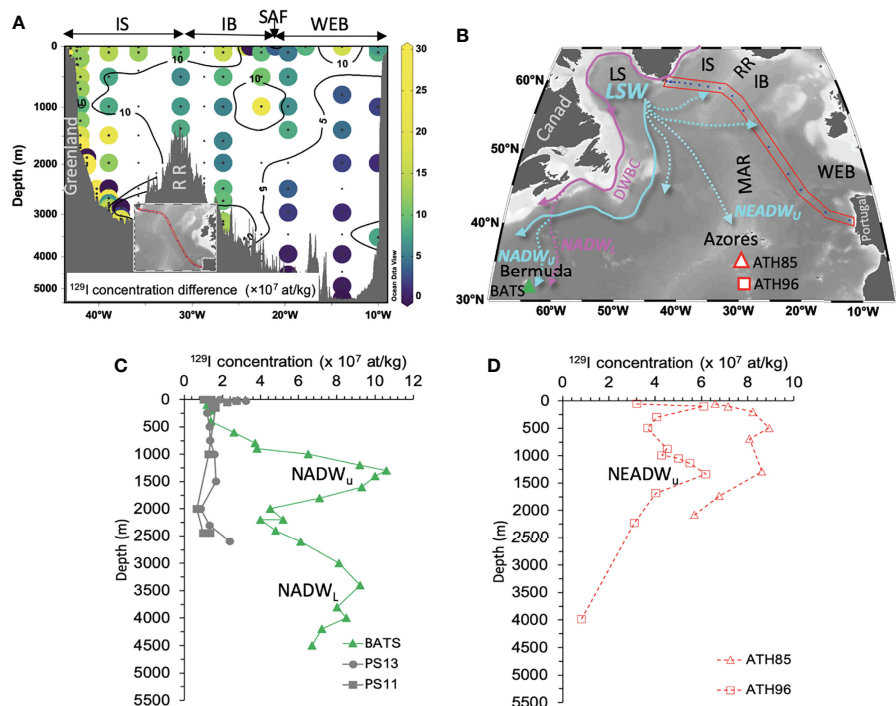 A
IS IB SAF WEB
0
1000
2000
3000
4000
5000
Depth (m)
Greenland
RR
10
10
10
10
10
5
5
5
10
129I concentration difference (×10⁷ at/kg)
40°W 30°W 20°W 10°W
30
25
20
15
10
5
0
Ocean Data View
B
60°N
50°N
40°N
30°N
LS
LSW
IS
RR
IB
Canada
DWBC
MAR
WEB
NEADWU
Portugal
NADWU
NADWL
Azores
Bermuda
BATS
ATH85
ATH96
60°W 50°W 40°W 30°W 20°W 10°W
C
¹²⁹I concentration (x 10⁷ at/kg)
0 2 4 6 8 10 12
0
500
1000
1500
2000
2500
3000
3500
4000
4500
5000
5500
Depth (m)
NADWu
NADWL
BATS
PS13
PS11
D
¹²⁹I concentration (x 10⁷ at/kg)
0 2 4 6 8 10
0
500
1000
1500
2000
2500
3000
3500
4000
4500
5000
5500
Depth (m)
NEADWu
ATH85
ATH96